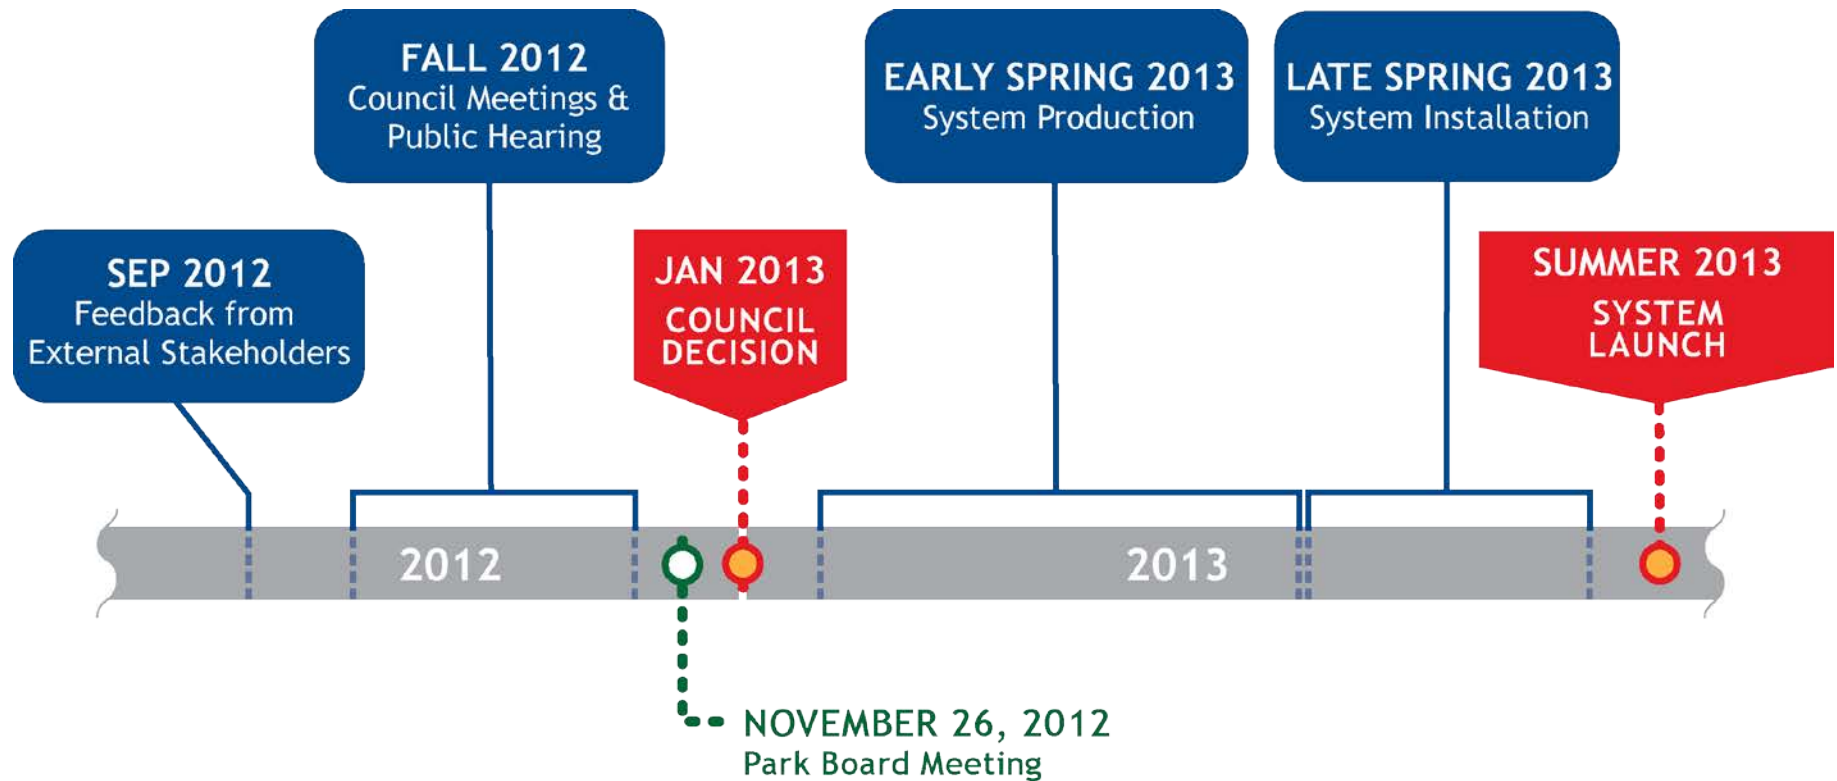 SEP 2012
Feedback from
External Stakeholders
FALL 2012
Council Meetings &
Public Hearing
JAN 2013
COUNCIL
DECISION
EARLY SPRING 2013
System Production
LATE SPRING 2013
System Installation
SUMMER 2013
SYSTEM
LAUNCH
2012
2013
NOVEMBER 26, 2012
Park Board Meeting